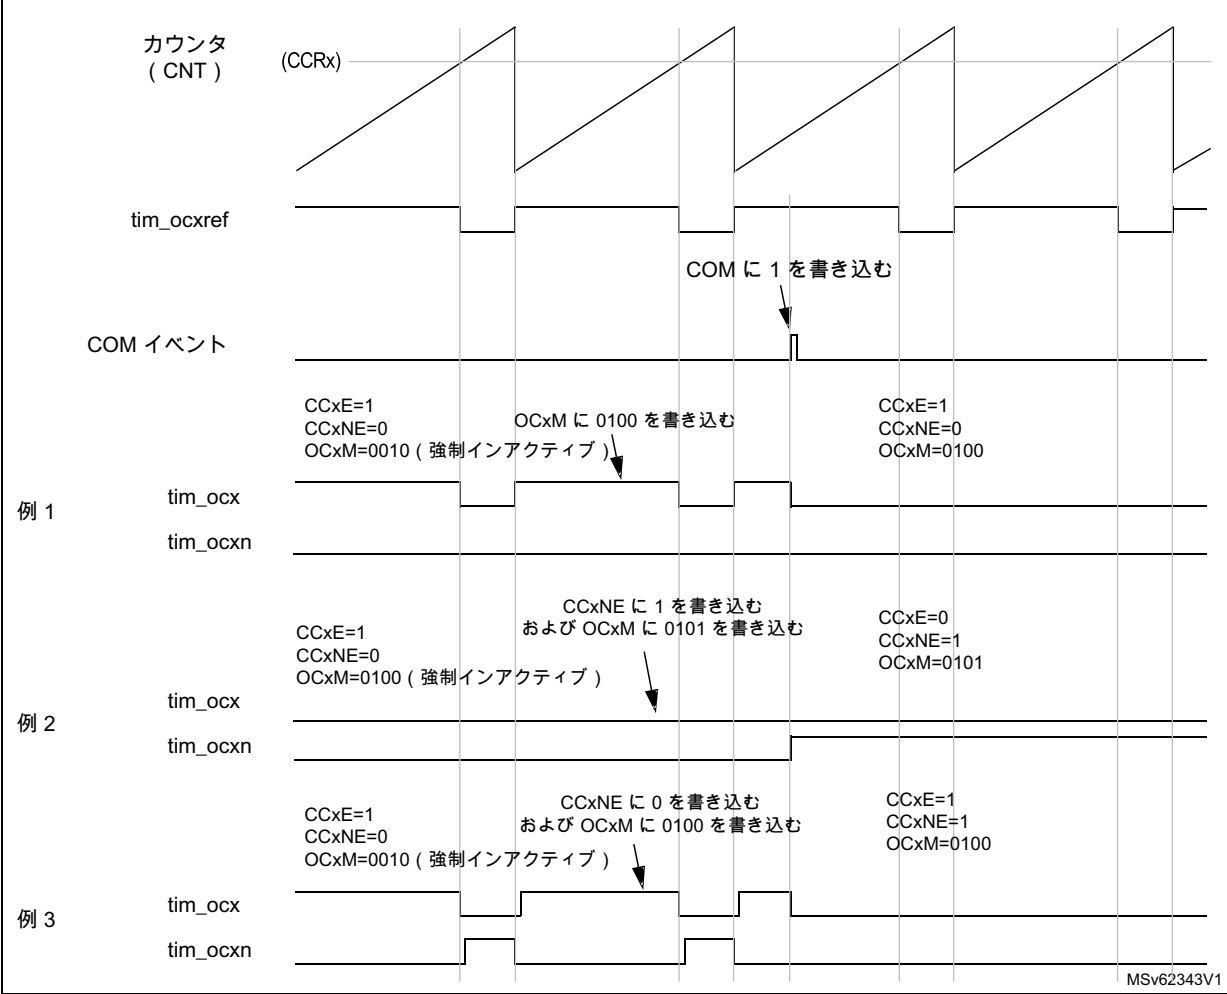 カウンタ
( CNT )
(CCRx)
tim_ocxref
COM に 1 を書き込む
COM イベント
CCxE=1
CCxNE=0
OCxM=0010 ( 強制インアクティブ )
OCxM に 0100 を書き込む
CCxE=1
CCxNE=0
OCxM=0100
例 1
tim_ocx
tim_ocxn
CCxNE に 1 を書き込む
および OCxM に 0101 を書き込む
CCxE=1
CCxNE=0
OCxM=0100 ( 強制インアクティブ )
CCxE=0
CCxNE=1
OCxM=0101
例 2
tim_ocx
tim_ocxn
CCxNE に 0 を書き込む
および OCxM に 0100 を書き込む
CCxE=1
CCxNE=0
OCxM=0010 ( 強制インアクティブ )
CCxE=1
CCxNE=1
OCxM=0100
例 3
tim_ocx
tim_ocxn
MSv62343V1